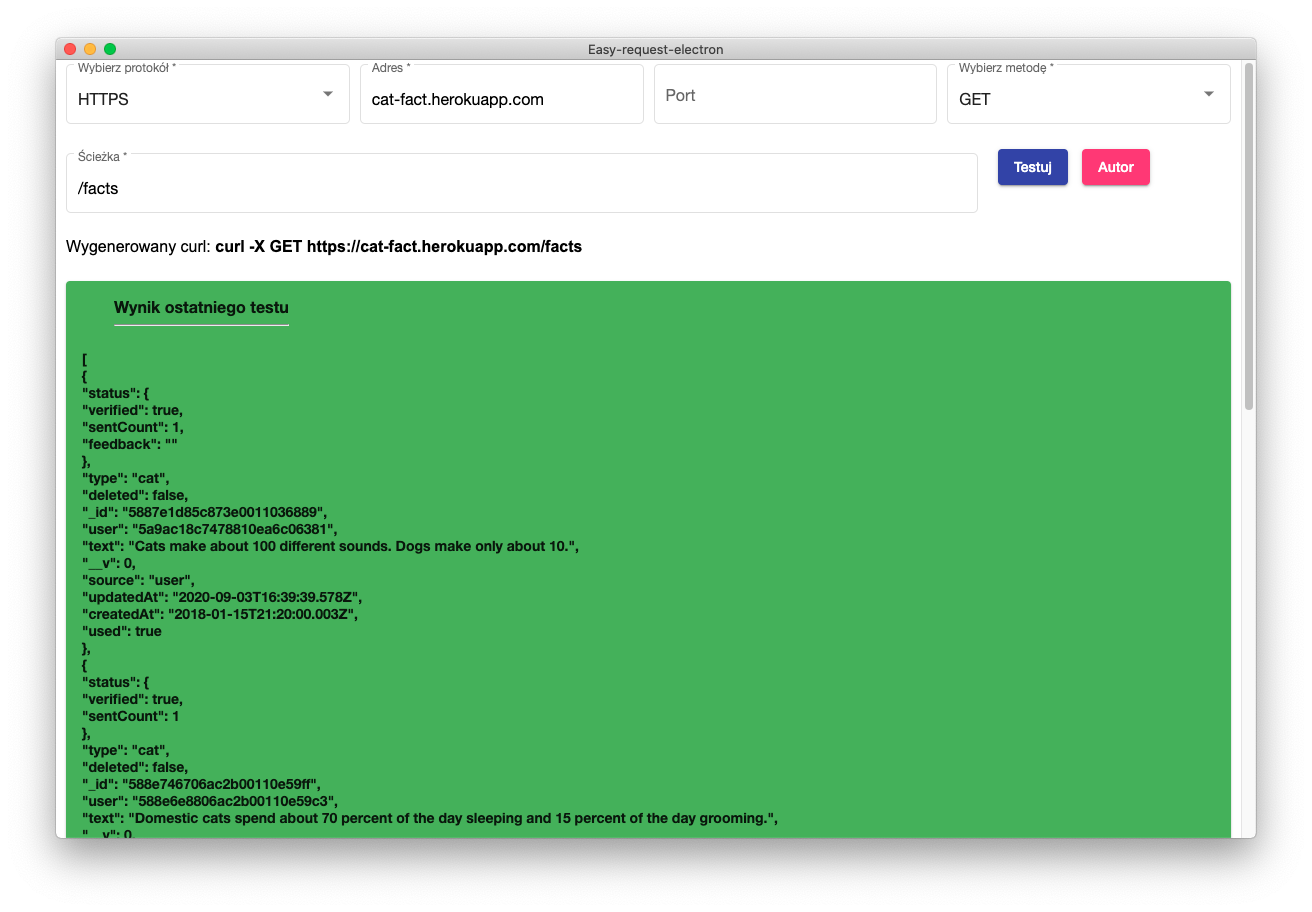 Easy-request-electron
Wybierz protokół *
HTTPS
Adres *
cat-fact.herokuapp.com
Port
Wybierz metodę *
GET
Ścieżka *
/facts
Testuj
Autor
Wygenerowany curl: curl -X GET https://cat-fact.herokuapp.com/facts
Wynik ostatniego testu
[
{
"status": {
"verified": true,
"sentCount": 1,
"feedback": ""
},
"type": "cat",
"deleted": false,
"_id": "5887e1d85c873e0011036889",
"user": "5a9ac18c7478810ea6c06381",
"text": "Cats make about 100 different sounds. Dogs make only about 10.",
"__v": 0,
"source": "user",
"updatedAt": "2020-09-03T16:39:39.578Z",
"createdAt": "2018-01-15T21:20:00.003Z",
"used": true
},
{
"status": {
"verified": true,
"sentCount": 1
},
"type": "cat",
"deleted": false,
"_id": "588e746706ac2b00110e59ff",
"user": "588e6e8806ac2b00110e59c3",
"text": "Domestic cats spend about 70 percent of the day sleeping and 15 percent of the day grooming.",
"__v": 0,